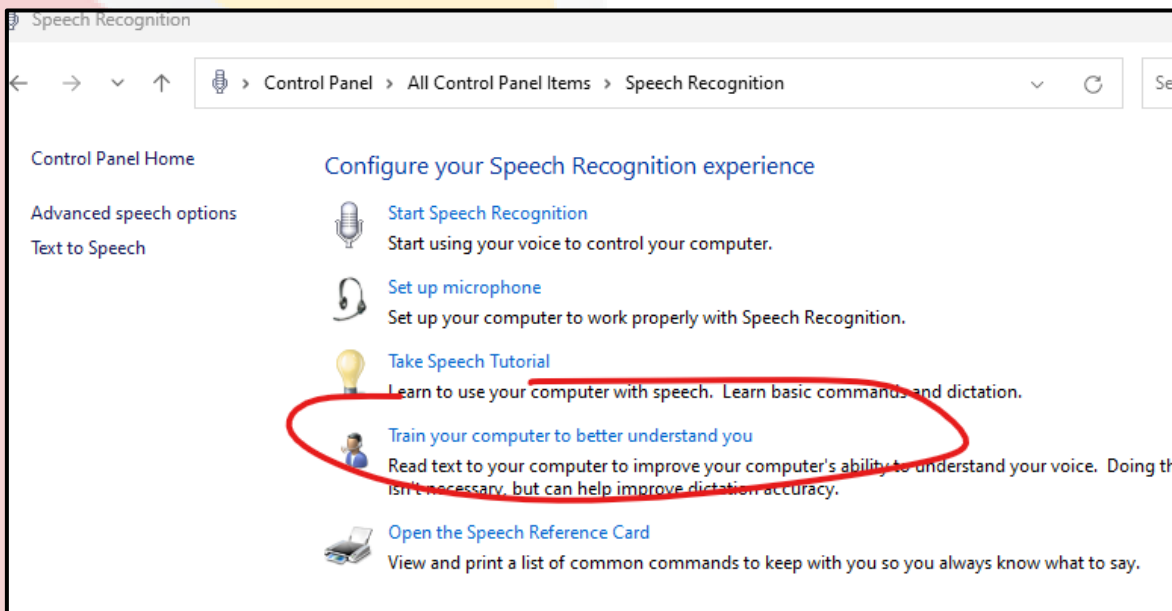 Speech Recognition
Control Panel > All Control Panel Items > Speech Recognition
Se
Control Panel Home
Advanced speech options
Text to Speech
Configure your Speech Recognition experience
Start Speech Recognition
Start using your voice to control your computer.
Set up microphone
Set up your computer to work properly with Speech Recognition.
Take Speech Tutorial
Learn to use your computer with speech. Learn basic commands and dictation.
Train your computer to better understand you
Read text to your computer to improve your computer's ability to understand your voice. Doing th
isn't necessary, but can help improve dictation accuracy.
Open the Speech Reference Card
View and print a list of common commands to keep with you so you always know what to say.